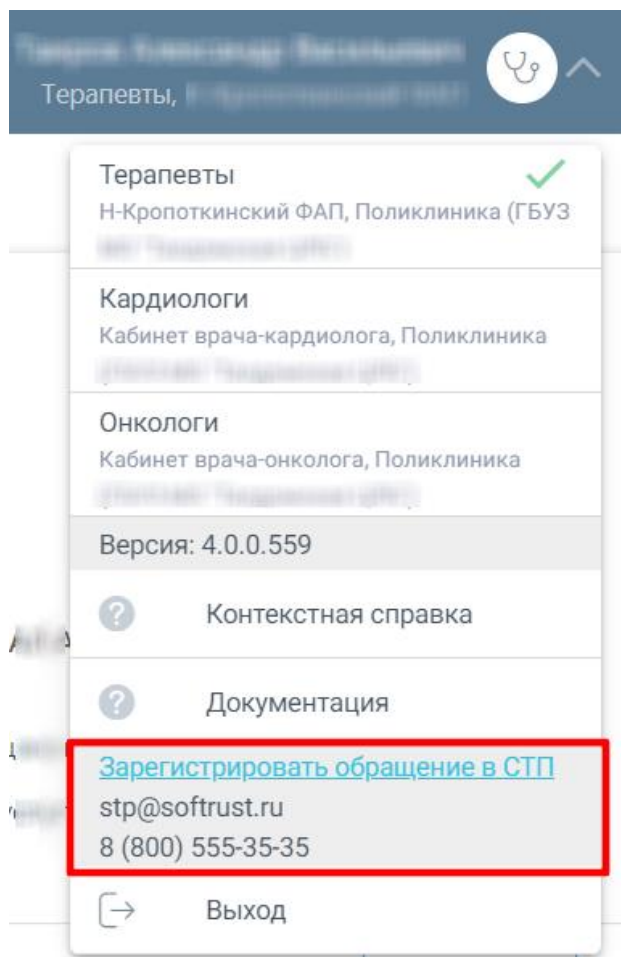 Терапевты,
Терапевты
Н-Кропоткинский ФАП, Поликлиника (ГБУЗ
Кардиологи
Кабинет врача-кардиолога, Поликлиника
Онкологи
Кабинет врача-онколога, Поликлиника
Версия: 4.0.0.559
Контекстная справка
Документация
Зарегистрировать обращение в СТП
stp@softrust.ru
8 (800) 555-35-35
Выход